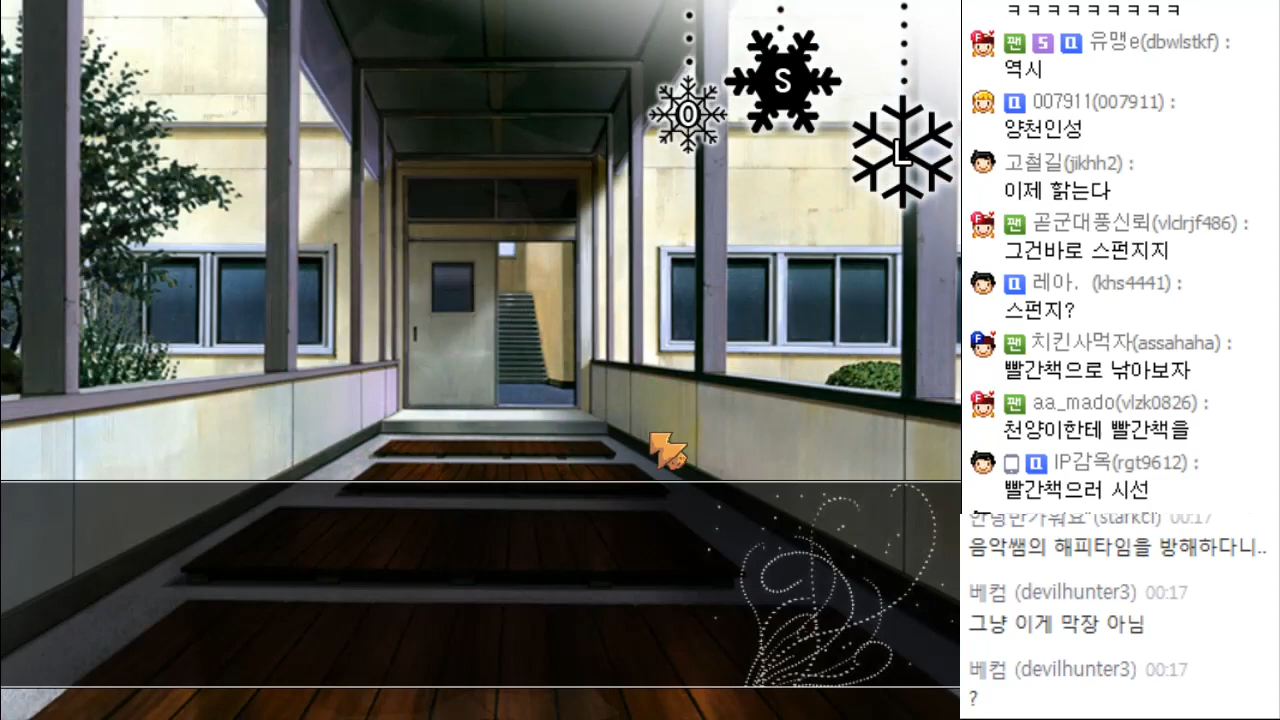 O
S
L
ㅋㅋㅋㅋㅋㅋㅋㅋㅋ
팬 S 유맹e(dbwlstkf) :
역시
007911(007911) :
양천인성
고철길(jikhh2) :
이제 핡는다
팬 곧군대풍신뢰(vldrjf486) :
그건바로 스펀지지
레아. (khs4441) :
스펀지?
팬 치킨사먹자(assahaha) :
빨간책으로 낚아보자
팬 aa_mado(vlzk0826) :
천양이한테 빨간책을
IP감옥(rgt9612) :
빨간책으러 시선
00:17
음악쌤의 해피타임을 방해하다니..
베컴 (devilhunter3) 00:17
그냥 이게 막장 아님
베컴 (devilhunter3) 00:17
?